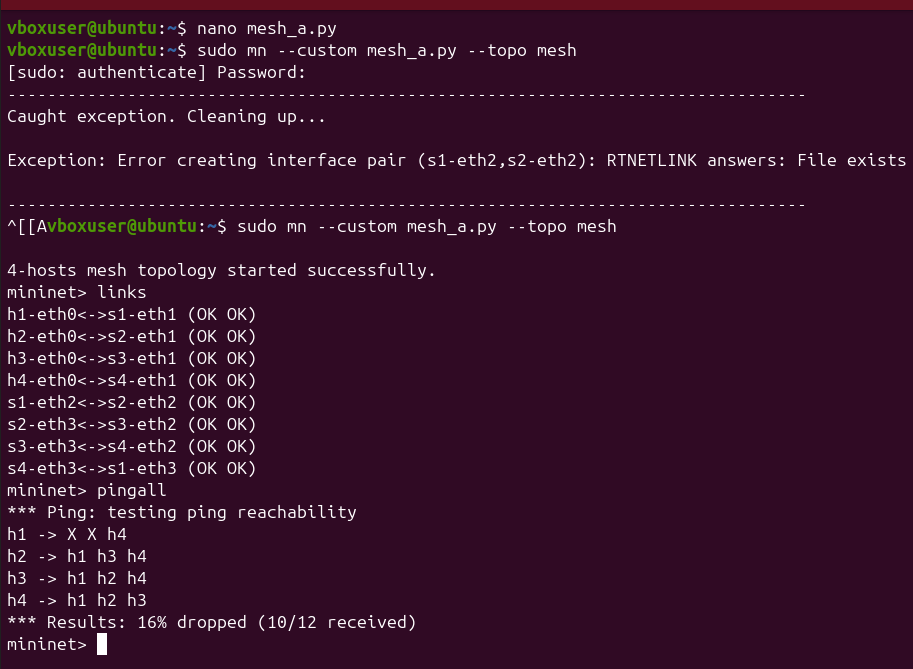 vboxuser@ubuntu:~$ nano mesh_a.py
vboxuser@ubuntu:~$ sudo mn --custom mesh_a.py --topo mesh
[sudo: authenticate] Password:
--------------------------------------------------------------------------------
Caught exception. Cleaning up...
Exception: Error creating interface pair (s1-eth2,s2-eth2): RTNETLINK answers: File exists
--------------------------------------------------------------------------------
^[[Avboxuser@ubuntu:~$ sudo mn --custom mesh_a.py --topo mesh
4-hosts mesh topology started successfully.
mininet> links
h1-eth0<->s1-eth1 (OK OK)
h2-eth0<->s2-eth1 (OK OK)
h3-eth0<->s3-eth1 (OK OK)
h4-eth0<->s4-eth1 (OK OK)
s1-eth2<->s2-eth2 (OK OK)
s2-eth3<->s3-eth2 (OK OK)
s3-eth3<->s4-eth2 (OK OK)
s4-eth3<->s1-eth3 (OK OK)
mininet> pingall
*** Ping: testing ping reachability
h1 -> X X h4
h2 -> h1 h3 h4
h3 -> h1 h2 h4
h4 -> h1 h2 h3
*** Results: 16% dropped (10/12 received)
mininet>